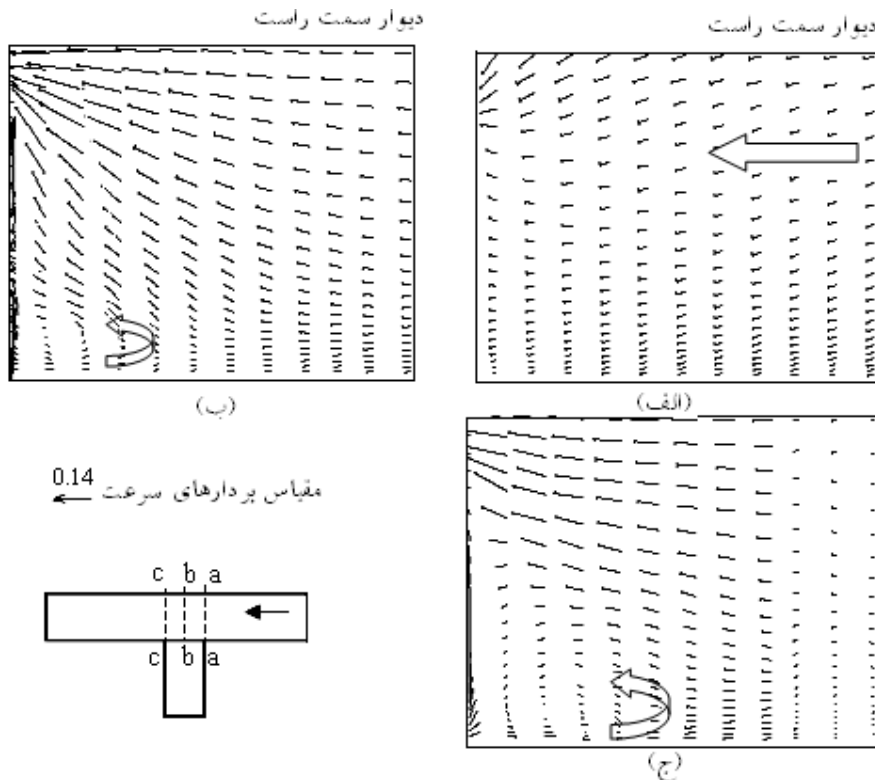 دیوار سمت راست
دیوار سمت راست
(الف)
(ب)
(ج)
مقیاس بردارهای سرعت
0.14
c b a
c b a